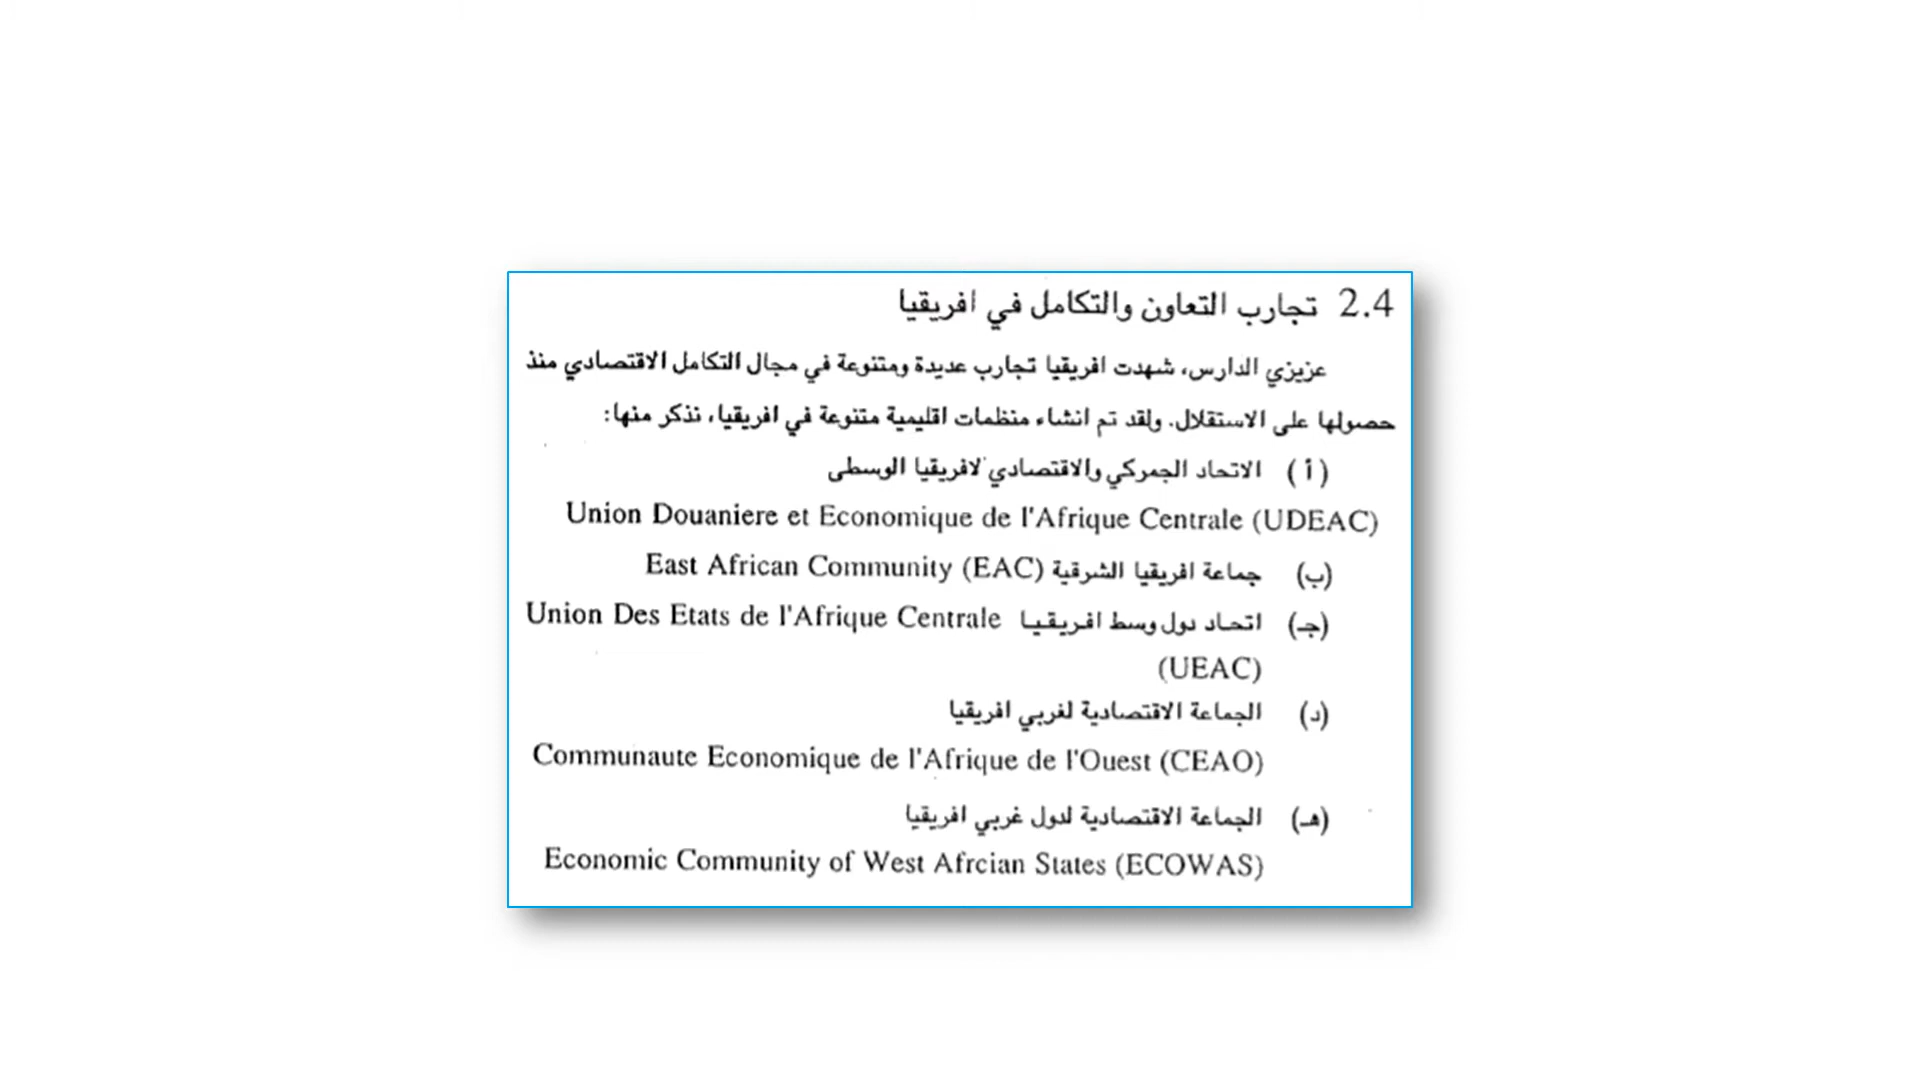 2.4 تجارب التعاون والتكامل في افريقيا
عزيزي الدارس، شهدت افريقيا تجارب عديدة ومتنوعة في مجال التكامل الاقتصادي منذ
حصولها على الاستقلال. ولقد تم انشاء منظمات اقليمية متنوعة في افريقيا، نذكر منها:
(أ) الاتحاد الجمركي والاقتصادي لافريقيا الوسطى
Union Douaniere et Economique de l'Afrique Centrale (UDEAC)
(ب) جماعة افريقيا الشرقية East African Community (EAC)
(جـ) اتحاد دول وسط افريقيا Union Des Etats de l'Afrique Centrale
(UEAC)
(د) الجماعة الاقتصادية لغربي افريقيا
Communaute Economique de l'Afrique de l'Ouest (CEAO)
(هـ) الجماعة الاقتصادية لدول غربي افريقيا
Economic Community of West Afrcian States (ECOWAS)